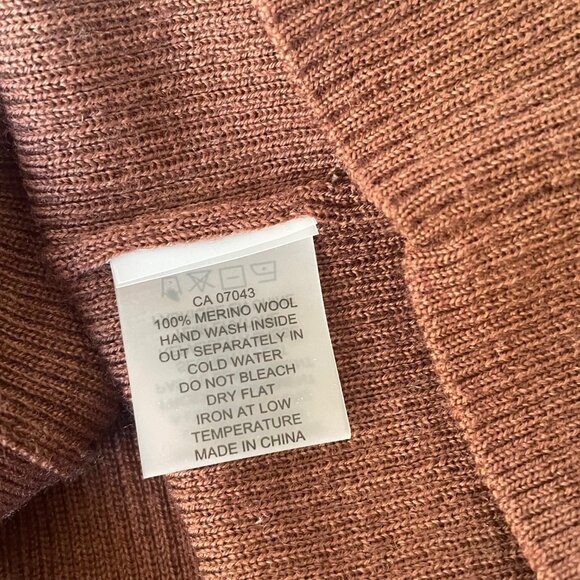 CA 07043
100% MERINO WOOL
HAND WASH INSIDE
OUT SEPARATELY IN
COLD WATER
DO NOT BLEACH
DRY FLAT
IRON AT LOW
TEMPERATURE
MADE IN CHINA